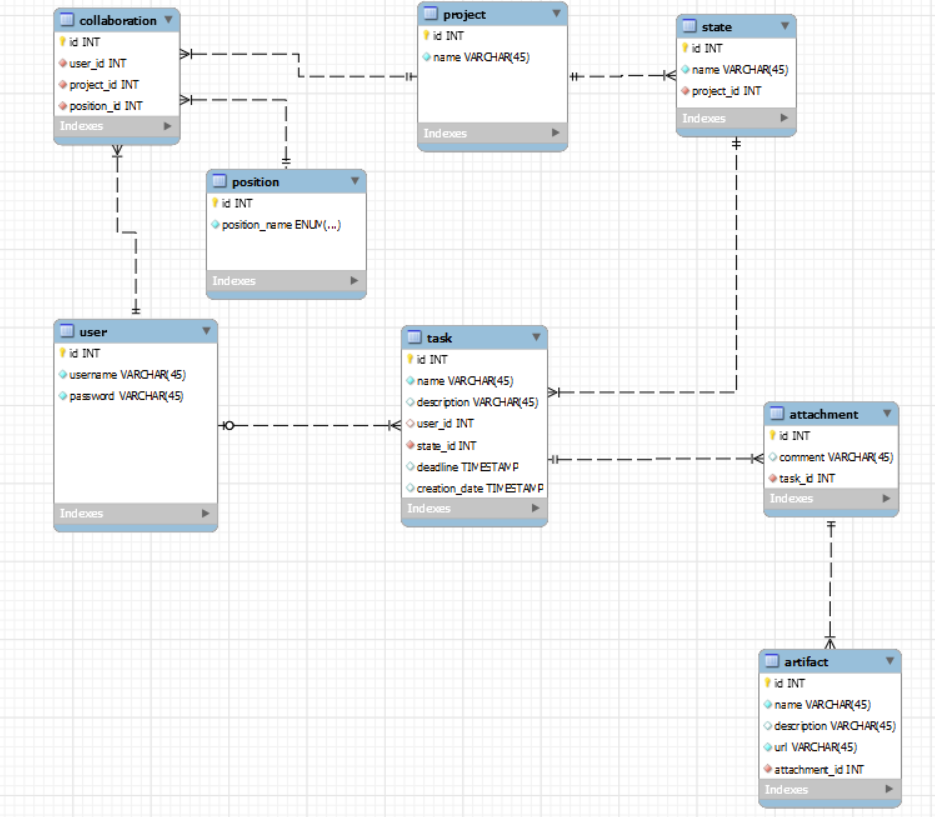 collaboration
id INT
user_id INT
project_id INT
position_id INT
Indexes
project
id INT
name VARCHAR(45)
Indexes
state
id INT
name VARCHAR(45)
project_id INT
Indexes
position
id INT
position_name ENUM(...)
Indexes
user
id INT
username VARCHAR(45)
password VARCHAR(45)
Indexes
task
id INT
name VARCHAR(45)
description VARCHAR(45)
user_id INT
state_id INT
deadline TIMESTAMP
creation_date TIMESTAMP
Indexes
attachment
id INT
comment VARCHAR(45)
task_id INT
Indexes
artifact
id INT
name VARCHAR(45)
description VARCHAR(45)
url VARCHAR(45)
attachment_id INT
Indexes